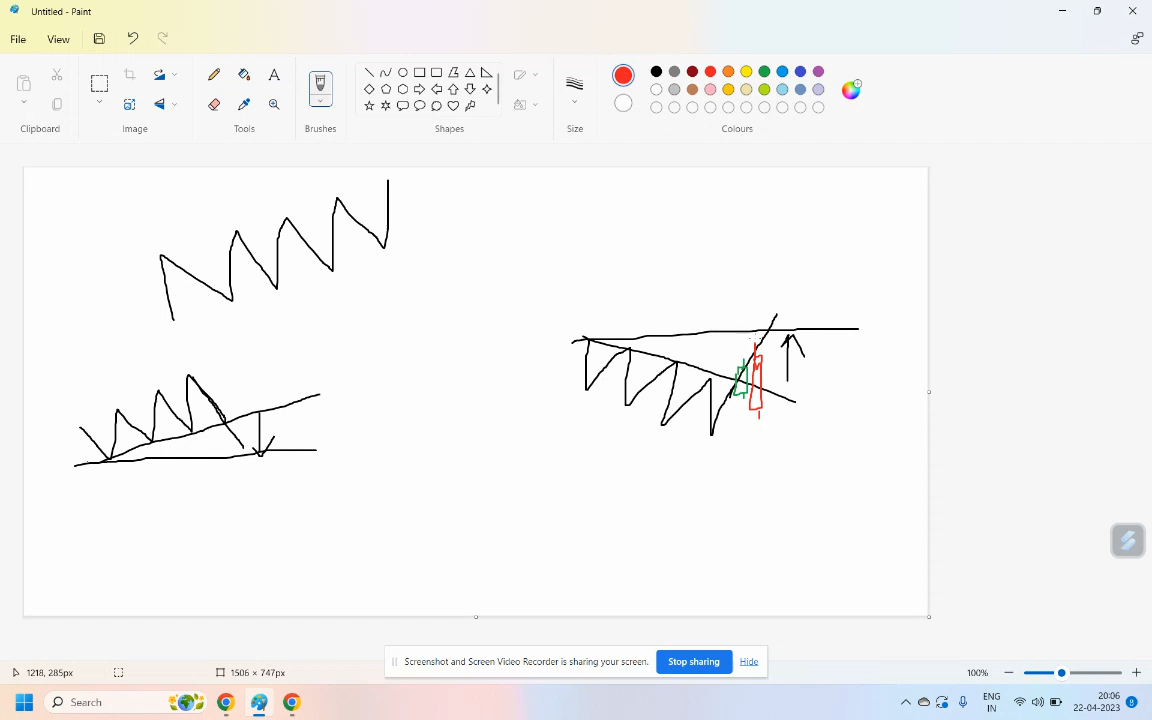 Untitled - Paint
File
View
Clipboard
Image
Tools
Brushes
Shapes
Size
Colours
A
Screenshot and Screen Video Recorder is sharing your screen.
Stop sharing
Hide
1218, 285px
1506 × 747px
100%
Search
ENG
IN
20:06
22-04-2023